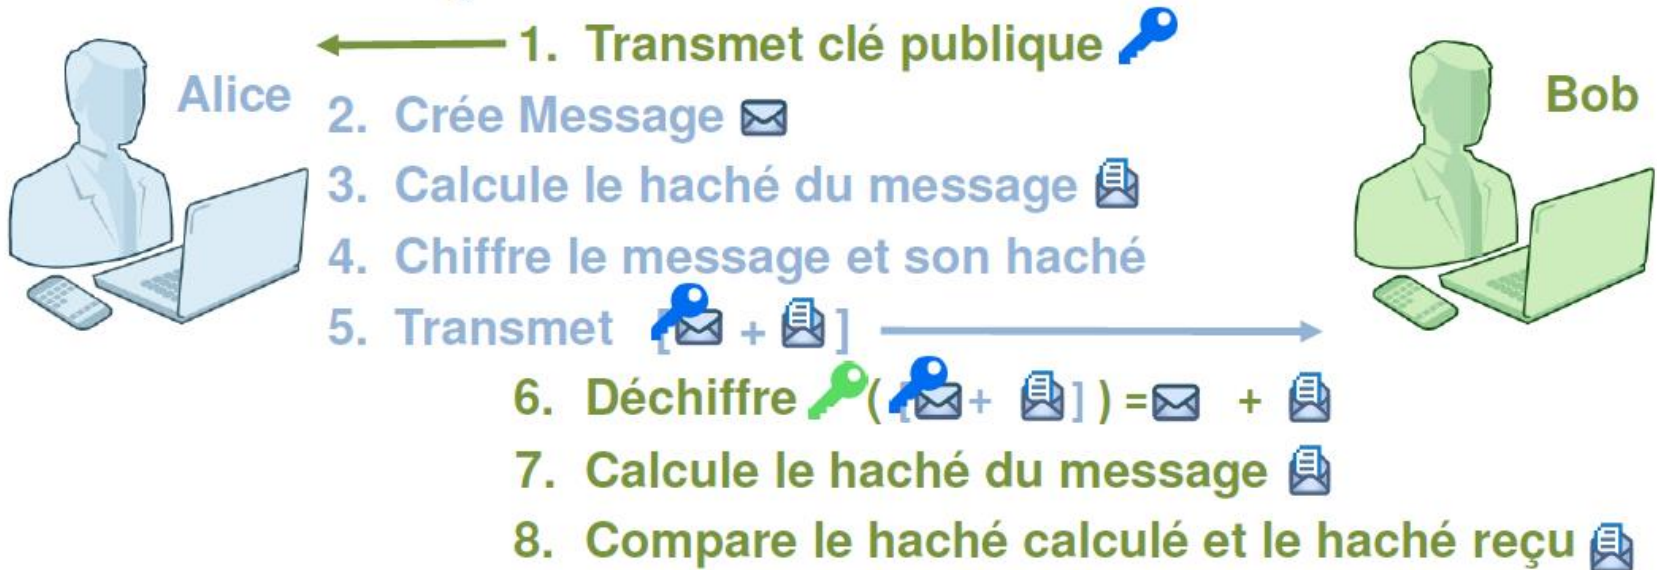 1. Transmet clé publique
Alice
Bob
2. Crée Message
3. Calcule le haché du message
4. Chiffre le message et son haché
5. Transmet [ + ]
6. Déchiffre ( [ + ] ) = +
7. Calcule le haché du message
8. Compare le haché calculé et le haché reçu